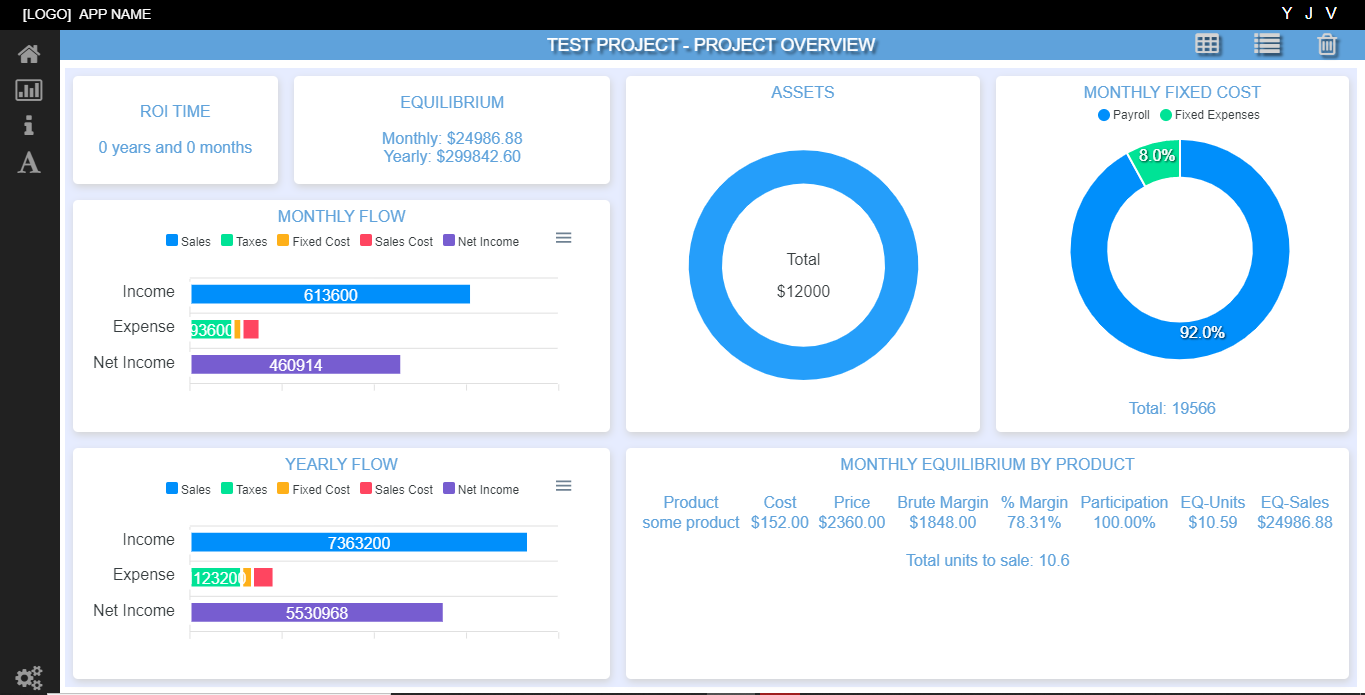 [LOGO] APP NAME
Y J V
TEST PROJECT - PROJECT OVERVIEW
ROI TIME
0 years and 0 months
EQUILIBRIUM
Monthly: $24986.88
Yearly: $299842.60
MONTHLY FLOW
Sales Taxes Fixed Cost Sales Cost Net Income
Income 613600
Expense 93600
Net Income 460914
ASSETS
Total
$12000
MONTHLY FIXED COST
Payroll Fixed Expenses
8.0%
92.0%
Total: 19566
YEARLY FLOW
Sales Taxes Fixed Cost Sales Cost Net Income
Income 7363200
Expense 123200
Net Income 5530968
MONTHLY EQUILIBRIUM BY PRODUCT
Product Cost Price Brute Margin % Margin Participation EQ-Units EQ-Sales
some product $152.00 $2360.00 $1848.00 78.31% 100.00% $10.59 $24986.88
Total units to sale: 10.6